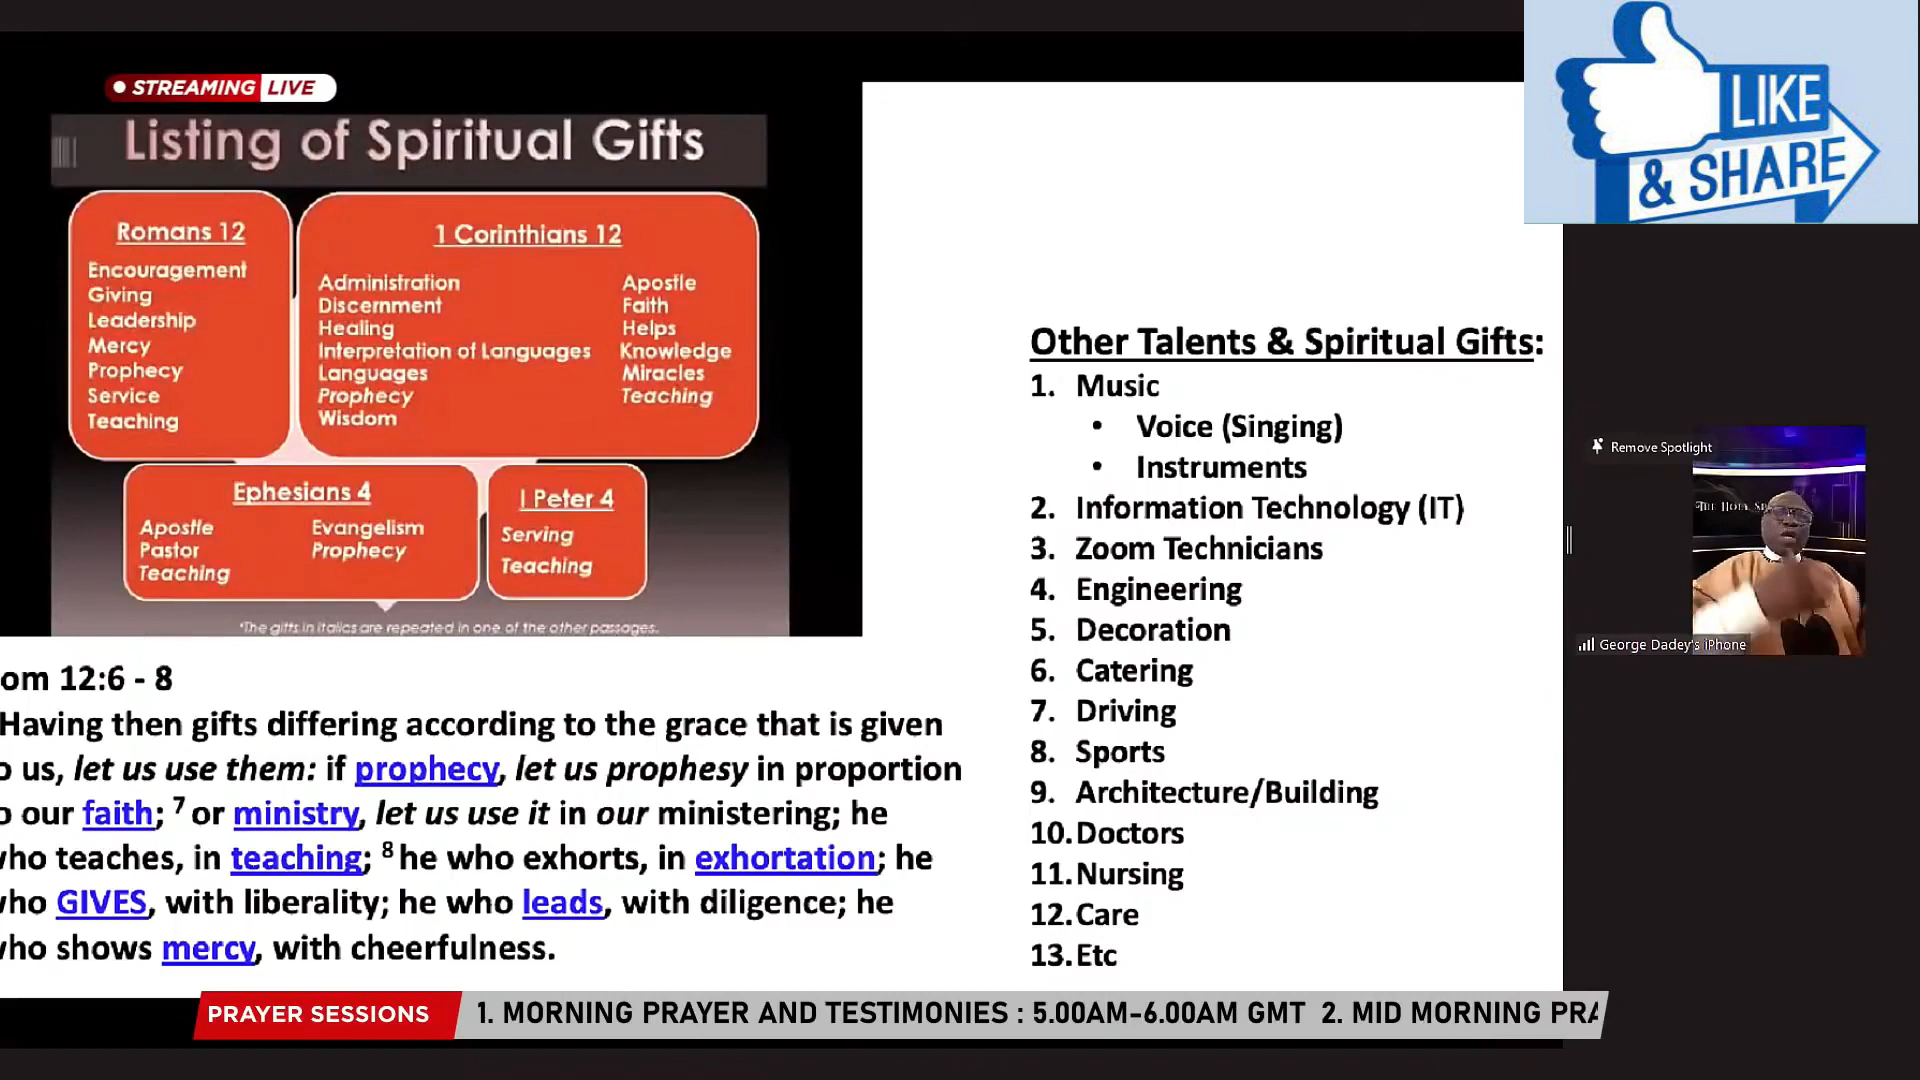 STREAMING LIVE
LIKE
& SHARE
Listing of Spiritual Gifts
Romans 12
Encouragement
Giving
Leadership
Mercy
Prophecy
Service
Teaching
1 Corinthians 12
Administration
Discernment
Healing
Interpretation of Languages
Languages
Prophecy
Wisdom
Apostle
Faith
Helps
Knowledge
Miracles
Teaching
Ephesians 4
Apostle
Pastor
Teaching
Evangelism
Prophecy
I Peter 4
Serving
Teaching
*The gifts in italics are repeated in one of the other passages.
om 12:6 - 8
Having then gifts differing according to the grace that is given
o us, let us use them: if prophecy, let us prophesy in proportion
o our faith; 7 or ministry, let us use it in our ministering; he
who teaches, in teaching; 8 he who exhorts, in exhortation; he
who GIVES, with liberality; he who leads, with diligence; he
who shows mercy, with cheerfulness.
Other Talents & Spiritual Gifts:
1. Music
• Voice (Singing)
• Instruments
2. Information Technology (IT)
3. Zoom Technicians
4. Engineering
5. Decoration
6. Catering
7. Driving
8. Sports
9. Architecture/Building
10. Doctors
11. Nursing
12. Care
13. Etc
Remove Spotlight
THE HOLY
George Dadey's iPhone
PRAYER SESSIONS
1. MORNING PRAYER AND TESTIMONIES : 5.00AM-6.00AM GMT 2. MID MORNING PRA